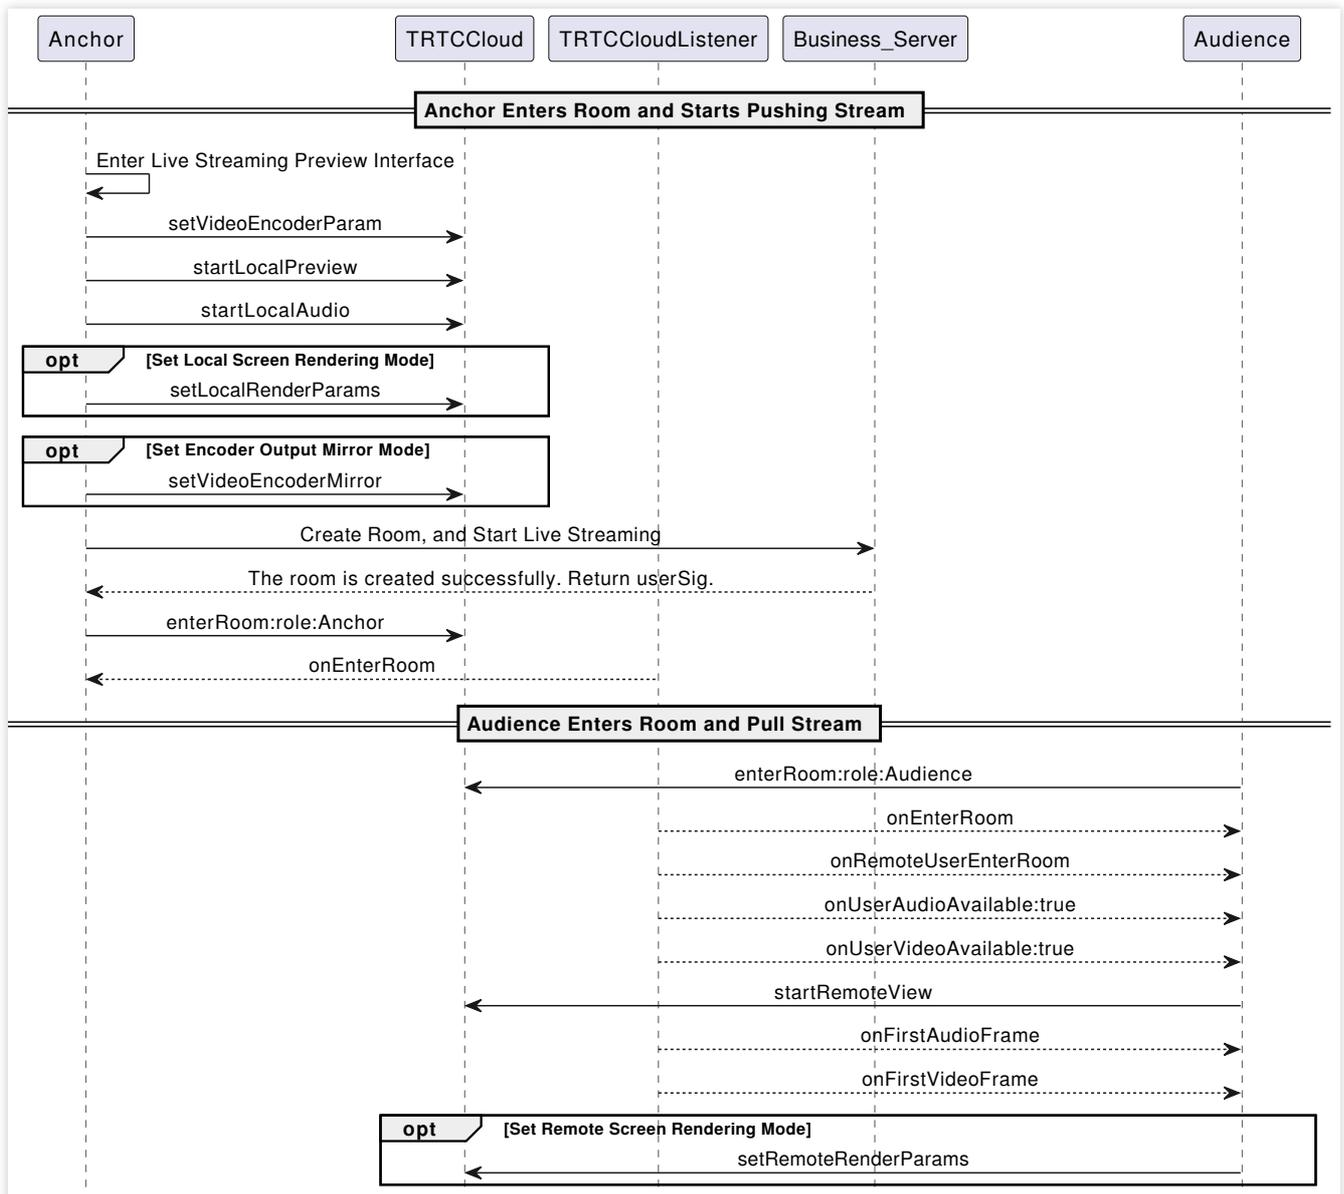 Anchor TRTCCloud TRTCCloudListener Business_Server Audience
Anchor Enters Room and Starts Pushing Stream
Enter Live Streaming Preview Interface
setVideoEncoderParam
startLocalPreview
startLocalAudio
opt [Set Local Screen Rendering Mode]
setLocalRenderParams
opt [Set Encoder Output Mirror Mode]
setVideoEncoderMirror
Create Room, and Start Live Streaming
The room is created successfully. Return userSig.
enterRoom:role:Anchor
onEnterRoom
Audience Enters Room and Pull Stream
enterRoom:role:Audience
onEnterRoom
onRemoteUserEnterRoom
onUserAudioAvailable:true
onUserVideoAvailable:true
startRemoteView
onFirstAudioFrame
onFirstVideoFrame
opt [Set Remote Screen Rendering Mode]
setRemoteRenderParams